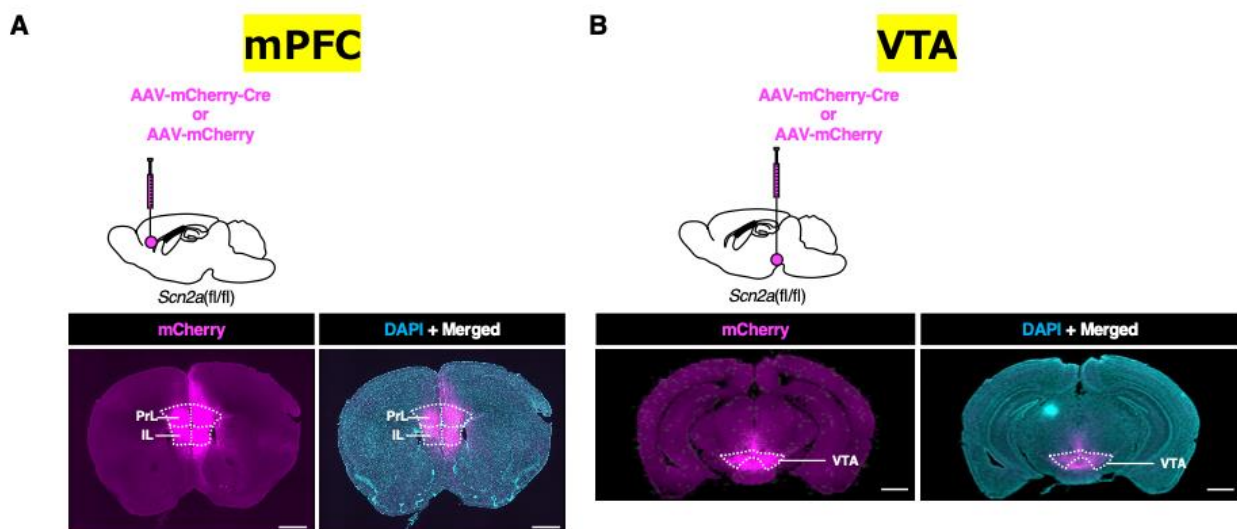 A
mPFC
AAV-mCherry-Cre
or
AAV-mCherry
Scn2a(fl/fl)
mCherry
DAPI + Merged
PrL
IL
PrL
IL
B
VTA
AAV-mCherry-Cre
or
AAV-mCherry
Scn2a(fl/fl)
mCherry
DAPI + Merged
VTA
VTA